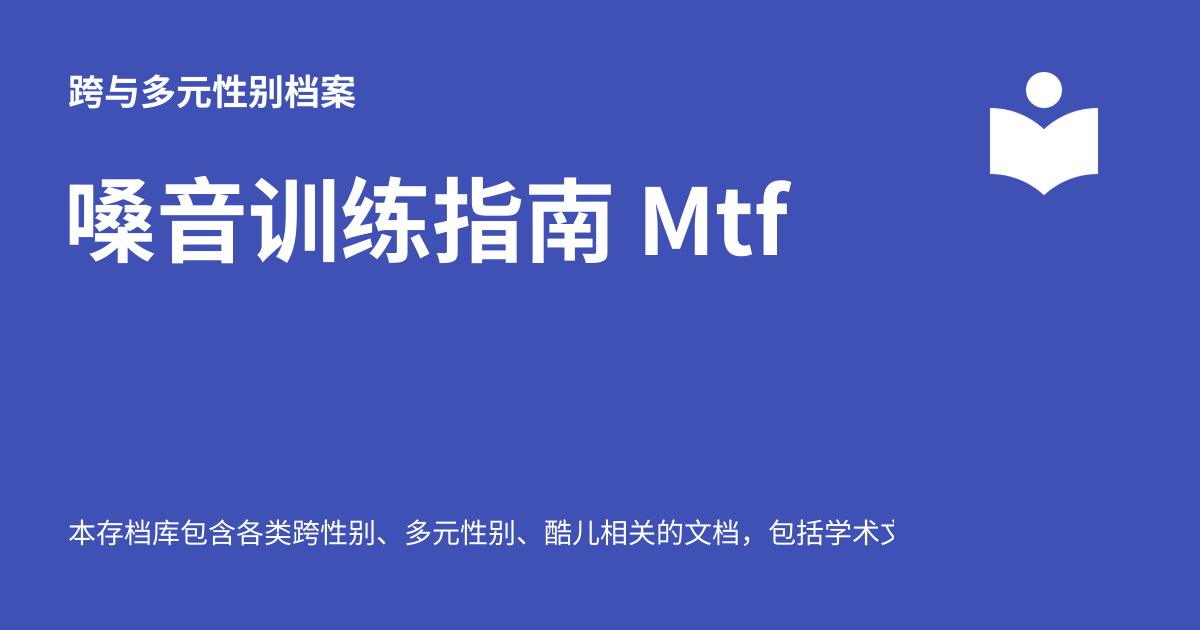 跨与多元性别档案
嗓音训练指南 Mtf
本存档库包含各类跨性别、多元性别、酷儿相关的文档，包括学术文